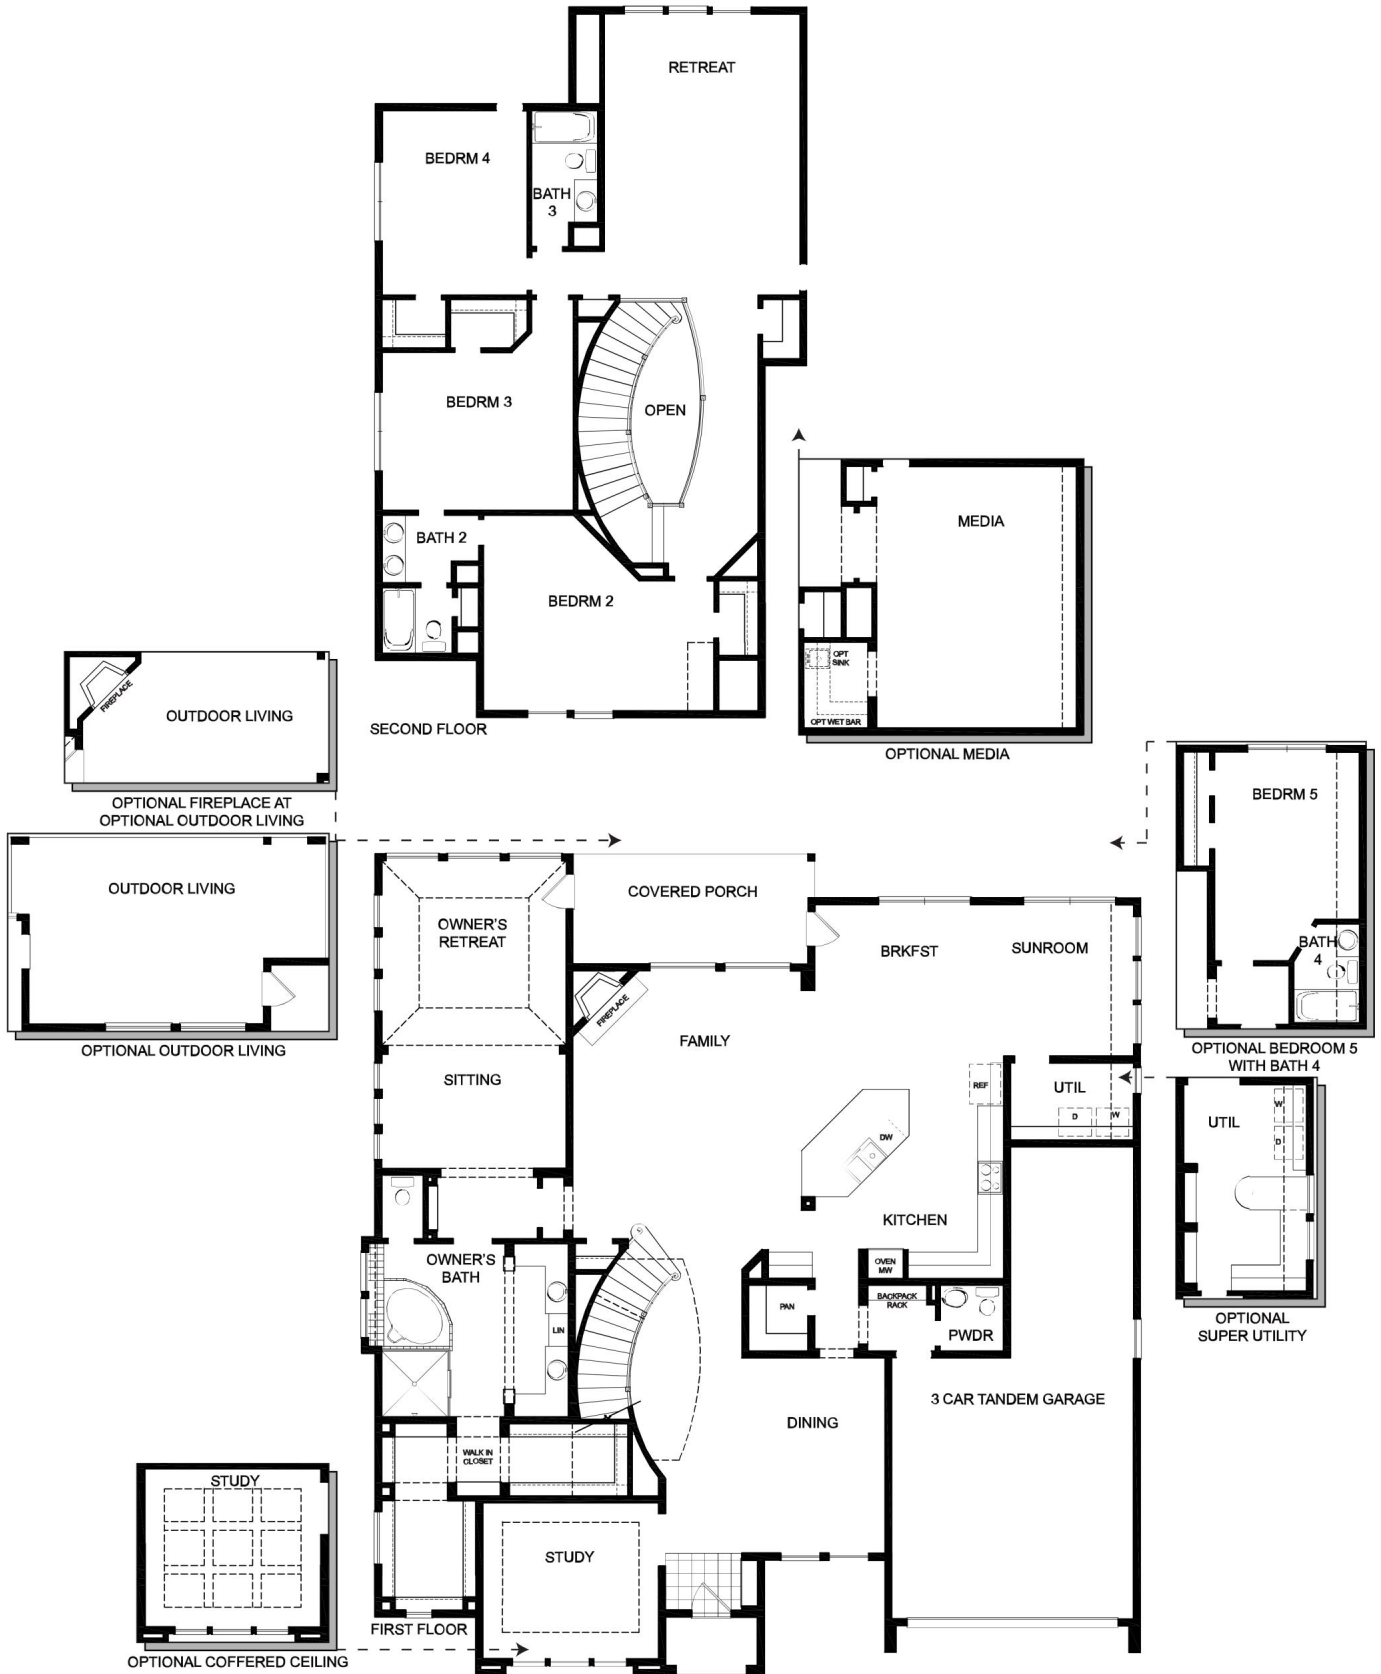 RETREAT
BEDRM 4
BATH
3
BEDRM 3
OPEN
BATH 2
BEDRM 2
SECOND FLOOR
MEDIA
OPT
SINK
OPT WET BAR
OPTIONAL MEDIA
FIREPLACE
OUTDOOR LIVING
OPTIONAL FIREPLACE AT
OPTIONAL OUTDOOR LIVING
OUTDOOR LIVING
OPTIONAL OUTDOOR LIVING
BEDRM 5
BATH
4
OPTIONAL BEDROOM 5
WITH BATH 4
OWNER'S
RETREAT
COVERED PORCH
BRKFST
SUNROOM
FIREPLACE
FAMILY
SITTING
REF
UTIL
D
W
DW
KITCHEN
OVEN
MW
UTIL
W
D
OPTIONAL
SUPER UTILITY
OWNER'S
BATH
LIN
PAN
BACKPACK
RACK
PWDR
3 CAR TANDEM GARAGE
DINING
WALK IN
CLOSET
STUDY
OPTIONAL COFFERED CEILING
STUDY
FIRST FLOOR